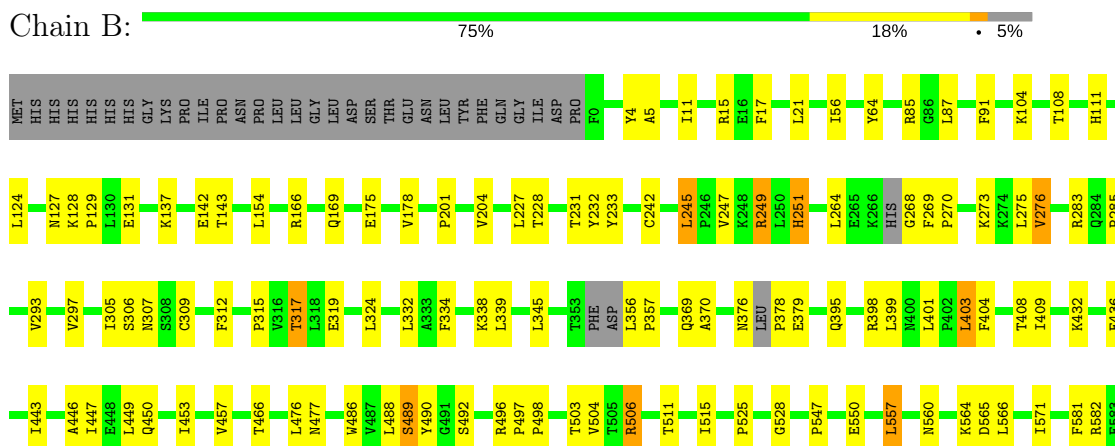 Chain B:
75% 18% • 5%
MET HIS HIS HIS HIS HIS HIS GLY LYS PRO ILE PRO ASN PRO LEU LEU GLY LEU ASP SER THR GLU ASN LEU TYR PHE GLN GLY ILE ASP PRO F0 Y4 A5 I11 R15 E16 F17 L21 I56 Y64 R85 G86 L87 F91 K104 T108 H111
L124 N127 K128 P129 L130 E131 K137 E142 T143 L154 R166 Q169 E175 V178 P201 V204 L227 T228 T231 Y232 Y233 C242 L245 P246 V247 K248 R249 L250 H251 L264 E265 K266 HIS G268 F269 P270 K273 K274 L275 V276 R283 Q284
V293 V297 I305 S306 N307 S308 C309 F312 P315 V316 T317 L318 E319 L324 L332 A333 F334 K338 L339 L345 T353 PHE ASP L356 P357 Q369 A370 N376 LEU P378 E379 Q395 R398 L399 N400 L401 P402 L403 F404 T408 I409 K432
I443 A446 I447 E448 L449 Q450 I453 V457 T466 L476 N477 W486 V487 L488 S489 Y490 G491 S492 R496 P497 P498 T503 V504 T505 R506 T511 I515 P525 G528 P547 E550 L557 N560 K564 D565 L566 I571 F581 R582